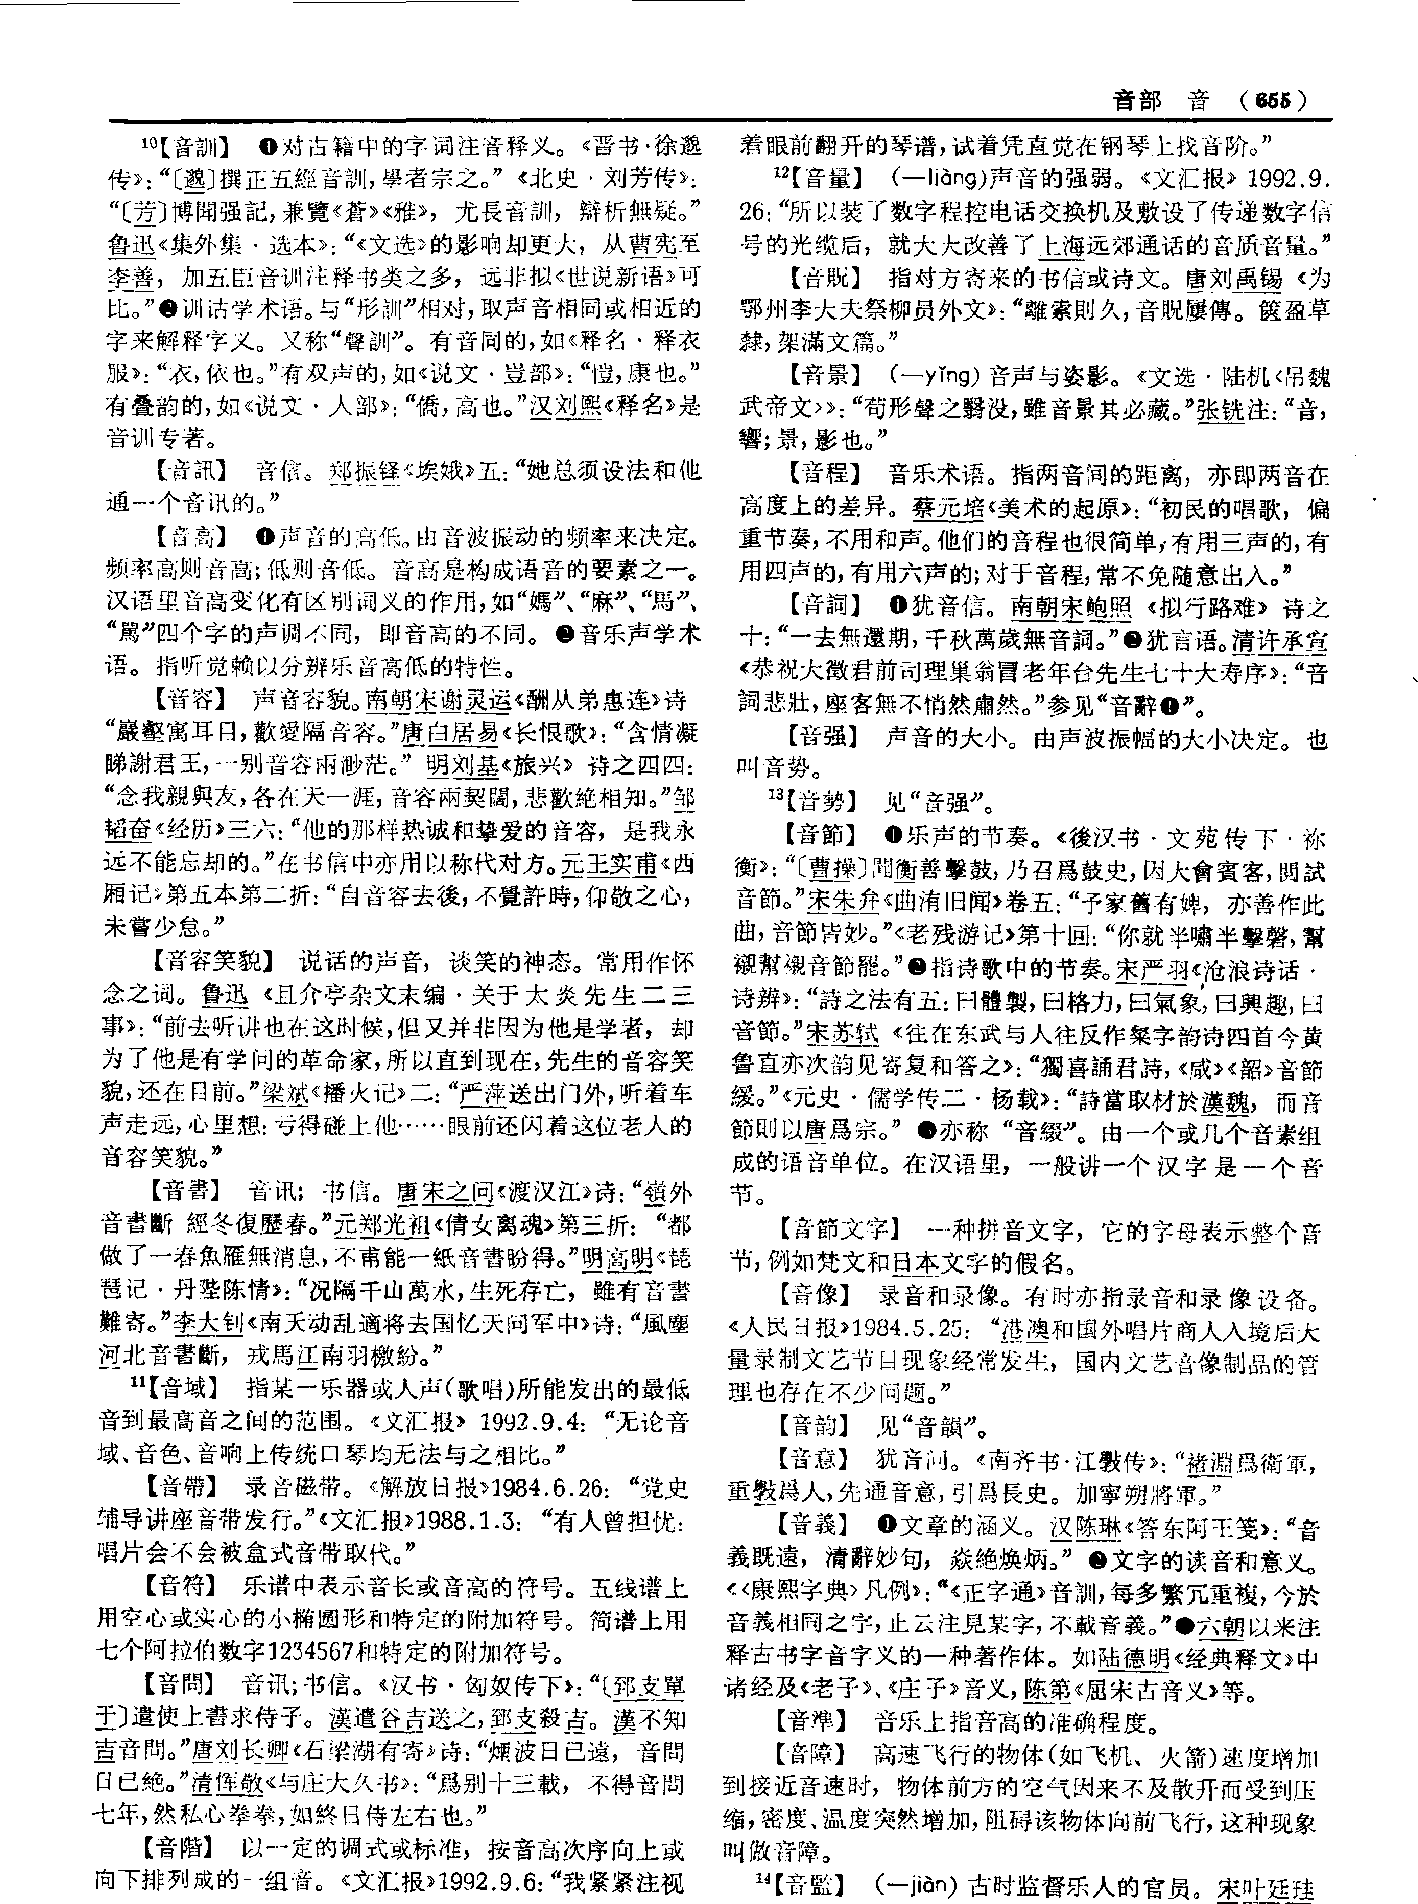 音部　音　（655）
¹⁰【音訓】　❶对古籍中的字词注音释义。《晋书·徐邈
传》：“〔邈〕撰正五經音訓，學者宗之。”《北史·刘芳传》：
“〔芳〕博聞强記，兼覽《蒼》《雅》，尤長音訓，辯析無疑。”
鲁迅《集外集·选本》：“《文选》的影响却更大，从曹宪至
李善，加五臣音训注释书类之多，远非拟《世说新语》可
比。”❷训诂学术语。与“形訓”相对，取声音相同或相近的
字来解释字义。又称“聲訓”。有音同的，如《释名·释衣
服》：“衣，依也。”有双声的，如《说文·豈部》：“愷，康也。”
有叠韵的，如《说文·人部》：“僑，高也。”汉刘熙《释名》是
音训专著。
【音訊】　音信。郑振铎《埃娥》五：“她总须设法和他
通一个音讯的。”
【音高】　❶声音的高低。由音波振动的频率来决定。
频率高则音高；低则音低。音高是构成语音的要素之一。
汉语里音高变化有区别词义的作用，如“媽”、“麻”、“馬”、
“駡”四个字的声调不同，即音高的不同。❷音乐声学术
语。指听觉赖以分辨乐音高低的特性。
【音容】　声音容貌。南朝宋谢灵运《酬从弟惠连》诗
“巖壑寓耳目，歡愛隔音容。”唐白居易《长恨歌》：“含情凝
睇謝君王，一别音容兩渺茫。”明刘基《旅兴》诗之四四：
“念我親與友，各在天一涯，音容兩契闊，悲歡絶相知。”邹
韬奋《经历》三六：“他的那样热诚和挚爱的音容，是我永
远不能忘却的。”在书信中亦用以称代对方。元王实甫《西
厢记》第五本第二折：“自音容去後，不覺許時，仰敬之心，
未嘗少怠。”
【音容笑貌】　说话的声音，谈笑的神态。常用作怀
念之词。鲁迅《且介亭杂文末编·关于太炎先生二三
事》：“前去听讲也在这时候，但又并非因为他是学者，却
为了他是有学问的革命家，所以直到现在，先生的音容笑
貌，还在目前。”梁斌《播火记》二：“严萍送出门外，听着车
声走远，心里想：亏得碰上他……眼前还闪着这位老人的
音容笑貌。”
【音書】　音讯；书信。唐宋之问《渡汉江》诗：“嶺外
音書斷　經冬復歷春。”元郑光祖《倩女离魂》第三折：“都
做了一春魚雁無消息，不甫能一紙音書盼得。”明高明《琵
琶记·丹陛陈情》：“况隔千山萬水，生死存亡，雖有音書
難寄。”李大钊《南天动乱適将去国忆天问军中》诗：“風塵
河北音書斷，戎馬江南羽檄紛。”
¹¹【音域】　指某一乐器或人声（歌唱）所能发出的最低
音到最高音之间的范围。《文汇报》1992.9.4：“无论音
域、音色、音响上传统口琴均无法与之相比。”
【音帶】　录音磁带。《解放日报》1984.6.26：“党史
辅导讲座音带发行。”《文汇报》1988.1.3：“有人曾担忧：
唱片会不会被盒式音带取代。”
【音符】　乐谱中表示音长或音高的符号。五线谱上
用空心或实心的小椭圆形和特定的附加符号。简谱上用
七个阿拉伯数字1234567和特定的附加符号。
【音問】　音讯；书信。《汉书·匈奴传下》：“〔郅支單
于〕遣使上書求侍子。漢遣谷吉送之，郅支殺吉。漢不知
吉音問。”唐刘长卿《石梁湖有寄》诗：“煙波日已遠，音問
日已絶。”清恽敬《与庄大久书》：“爲别十三載，不得音問
七年，然私心拳拳，如終日侍左右也。”
【音階】　以一定的调式或标准，按音高次序向上或
向下排列成的一组音。《文汇报》1992.9.6：“我紧紧注视
着眼前翻开的琴谱，试着凭直觉在钢琴上找音阶。”
¹²【音量】　（—liàng）声音的强弱。《文汇报》1992.9.
26：“所以装了数字程控电话交换机及敷设了传递数字信
号的光缆后，就大大改善了上海远郊通话的音质音量。”
【音貺】　指对方寄来的书信或诗文。唐刘禹锡《为
鄂州李大夫祭柳员外文》：“離索則久，音貺屢傳。篋盈草
隸，架滿文篇。”
【音景】　（—yǐng）音声与姿影。《文选·陆机〈吊魏
武帝文〉》：“苟形聲之翳没，雖音景其必藏。”张铣注：“音，
響；景，影也。”
【音程】　音乐术语。指两音间的距离，亦即两音在
高度上的差异。蔡元培《美术的起原》：“初民的唱歌，偏
重节奏，不用和声。他们的音程也很简单，有用三声的，有
用四声的，有用六声的；对于音程，常不免随意出入。”
【音詞】　❶犹音信。南朝宋鲍照《拟行路难》诗之
十：“一去無還期，千秋萬歲無音詞。”❷犹言语。清许承宣
《恭祝大徵君前司理巢翁冒老年台先生七十大寿序》：“音
詞悲壯，座客無不悄然肅然。”参见“音辭❶”。
【音强】　声音的大小。由声波振幅的大小决定。也
叫音势。
¹³【音勢】　见“音强”。
【音節】　❶乐声的节奏。《後汉书·文苑传下·祢
衡》：“〔曹操〕聞衡善擊鼓，乃召爲鼓史，因大會賓客，閲試
音節。”宋朱弁《曲洧旧闻》卷五：“予家舊有婢，亦善作此
曲，音節皆妙。”《老残游记》第十回：“你就半嘯半擊磬，幫
襯幫襯音節罷。”❷指诗歌中的节奏。宋严羽《沧浪诗话·
诗辨》：“詩之法有五：曰體製，曰格力，曰氣象，曰興趣，曰
音節。”宋苏轼《往在东武与人往反作粲字韵诗四首今黄
鲁直亦次韵见寄复和答之》：“獨喜誦君詩，《咸》《韶》音節
缓。”《元史·儒学传二·杨载》：“詩當取材於漢魏，而音
節則以唐爲宗。”●亦称“音缀”。由一个或几个音素组
成的语音单位。在汉语里，一般讲一个汉字是一个音
节。
【音節文字】　一种拼音文字，它的字母表示整个音
节，例如梵文和日本文字的假名。
【音像】　录音和录像。有时亦指录音和录像设备。
《人民日报》1984.5.25：“港澳和国外唱片商人入境后大
量录制文艺节目现象经常发生，国内文艺音像制品的管
理也存在不少问题。”
【音韵】　见“音韻”。
【音意】　犹音问。《南齐书·江斅传》：“褚淵爲衛軍，
重斅爲人，先通音意，引爲長史。加寧朔將軍。”
【音義】　❶文章的涵义。汉陈琳《答东阿王笺》：“音
義既遠，清辭妙句，焱絶焕炳。”❷文字的读音和意义。
《〈康熙字典〉凡例》：“《正字通》音訓，每多繁冗重複，今於
音義相同之字，止云注見某字，不載音義。”●六朝以来注
释古书字音字义的一种著作体。如陆德明《经典释文》中
诸经及《老子》、《庄子》音义，陈第《屈宋古音义》等。
【音準】　音乐上指音高的准确程度。
【音障】　高速飞行的物体（如飞机、火箭）速度增加
到接近音速时，物体前方的空气因来不及散开而受到压
缩，密度、温度突然增加，阻碍该物体向前飞行，这种现象
叫做音障。
¹⁴【音監】　（—jiàn）古时监督乐人的官员。宋叶廷珪